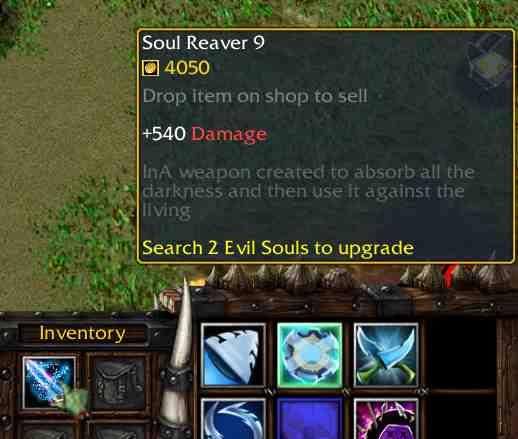 Soul Reaver 9
4050
Drop item on shop to sell
+540 Damage
InA weapon created to absorb all the
darkness and then use it against the
living
Search 2 Evil Souls to upgrade
Inventory